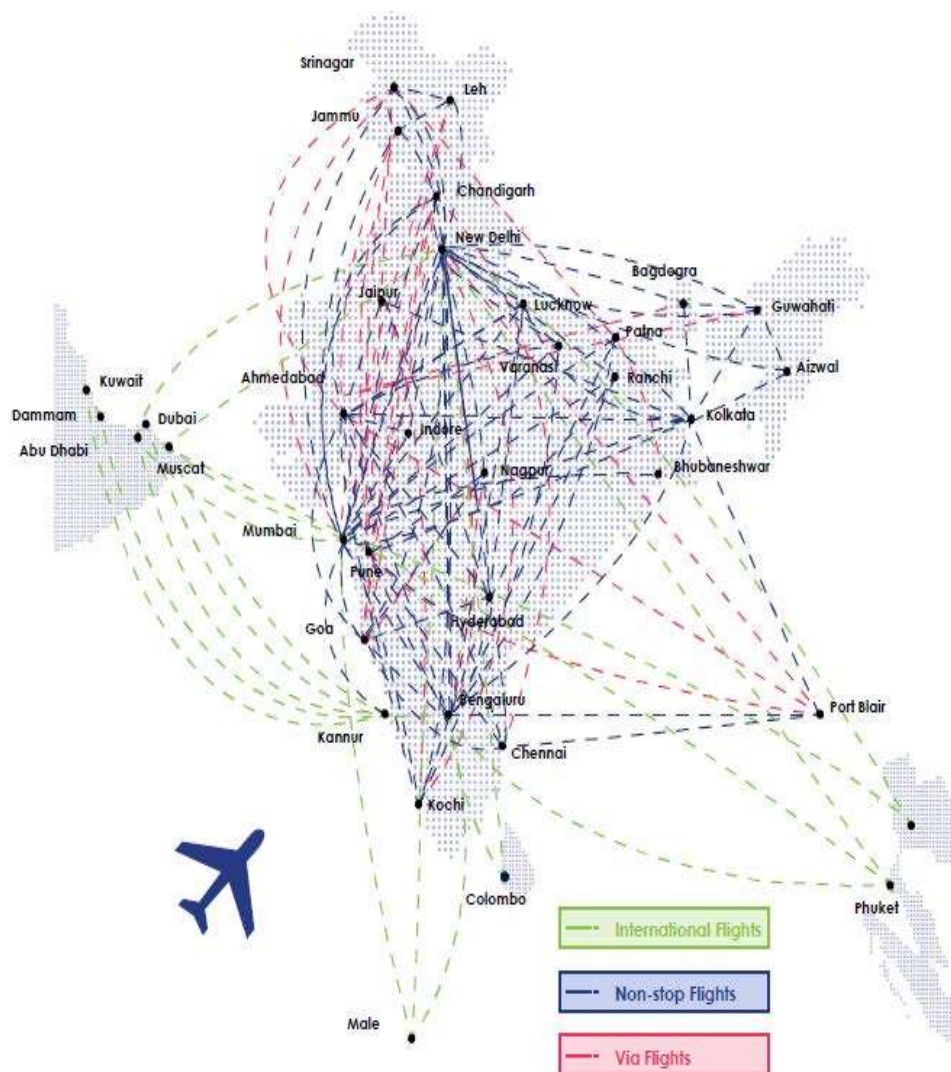 Srinagar
Leh
Jammu
Chandigarh
New Delhi
Bagdogra
Jaipur
Lucknow
Guwahati
Patna
Kuwait
Ahmedabad
Varanasi
Ranchi
Aizwal
Dammam
Dubai
Kolkata
Abu Dhabi
Indore
Muscat
Nagpur
Bhubaneshwar
Mumbai
Pune
Goa
Hyderabad
Bengaluru
Port Blair
Kannur
Chennai
Kochi
Colombo
Phuket
International Flights
Non-stop Flights
Male
Via Flights